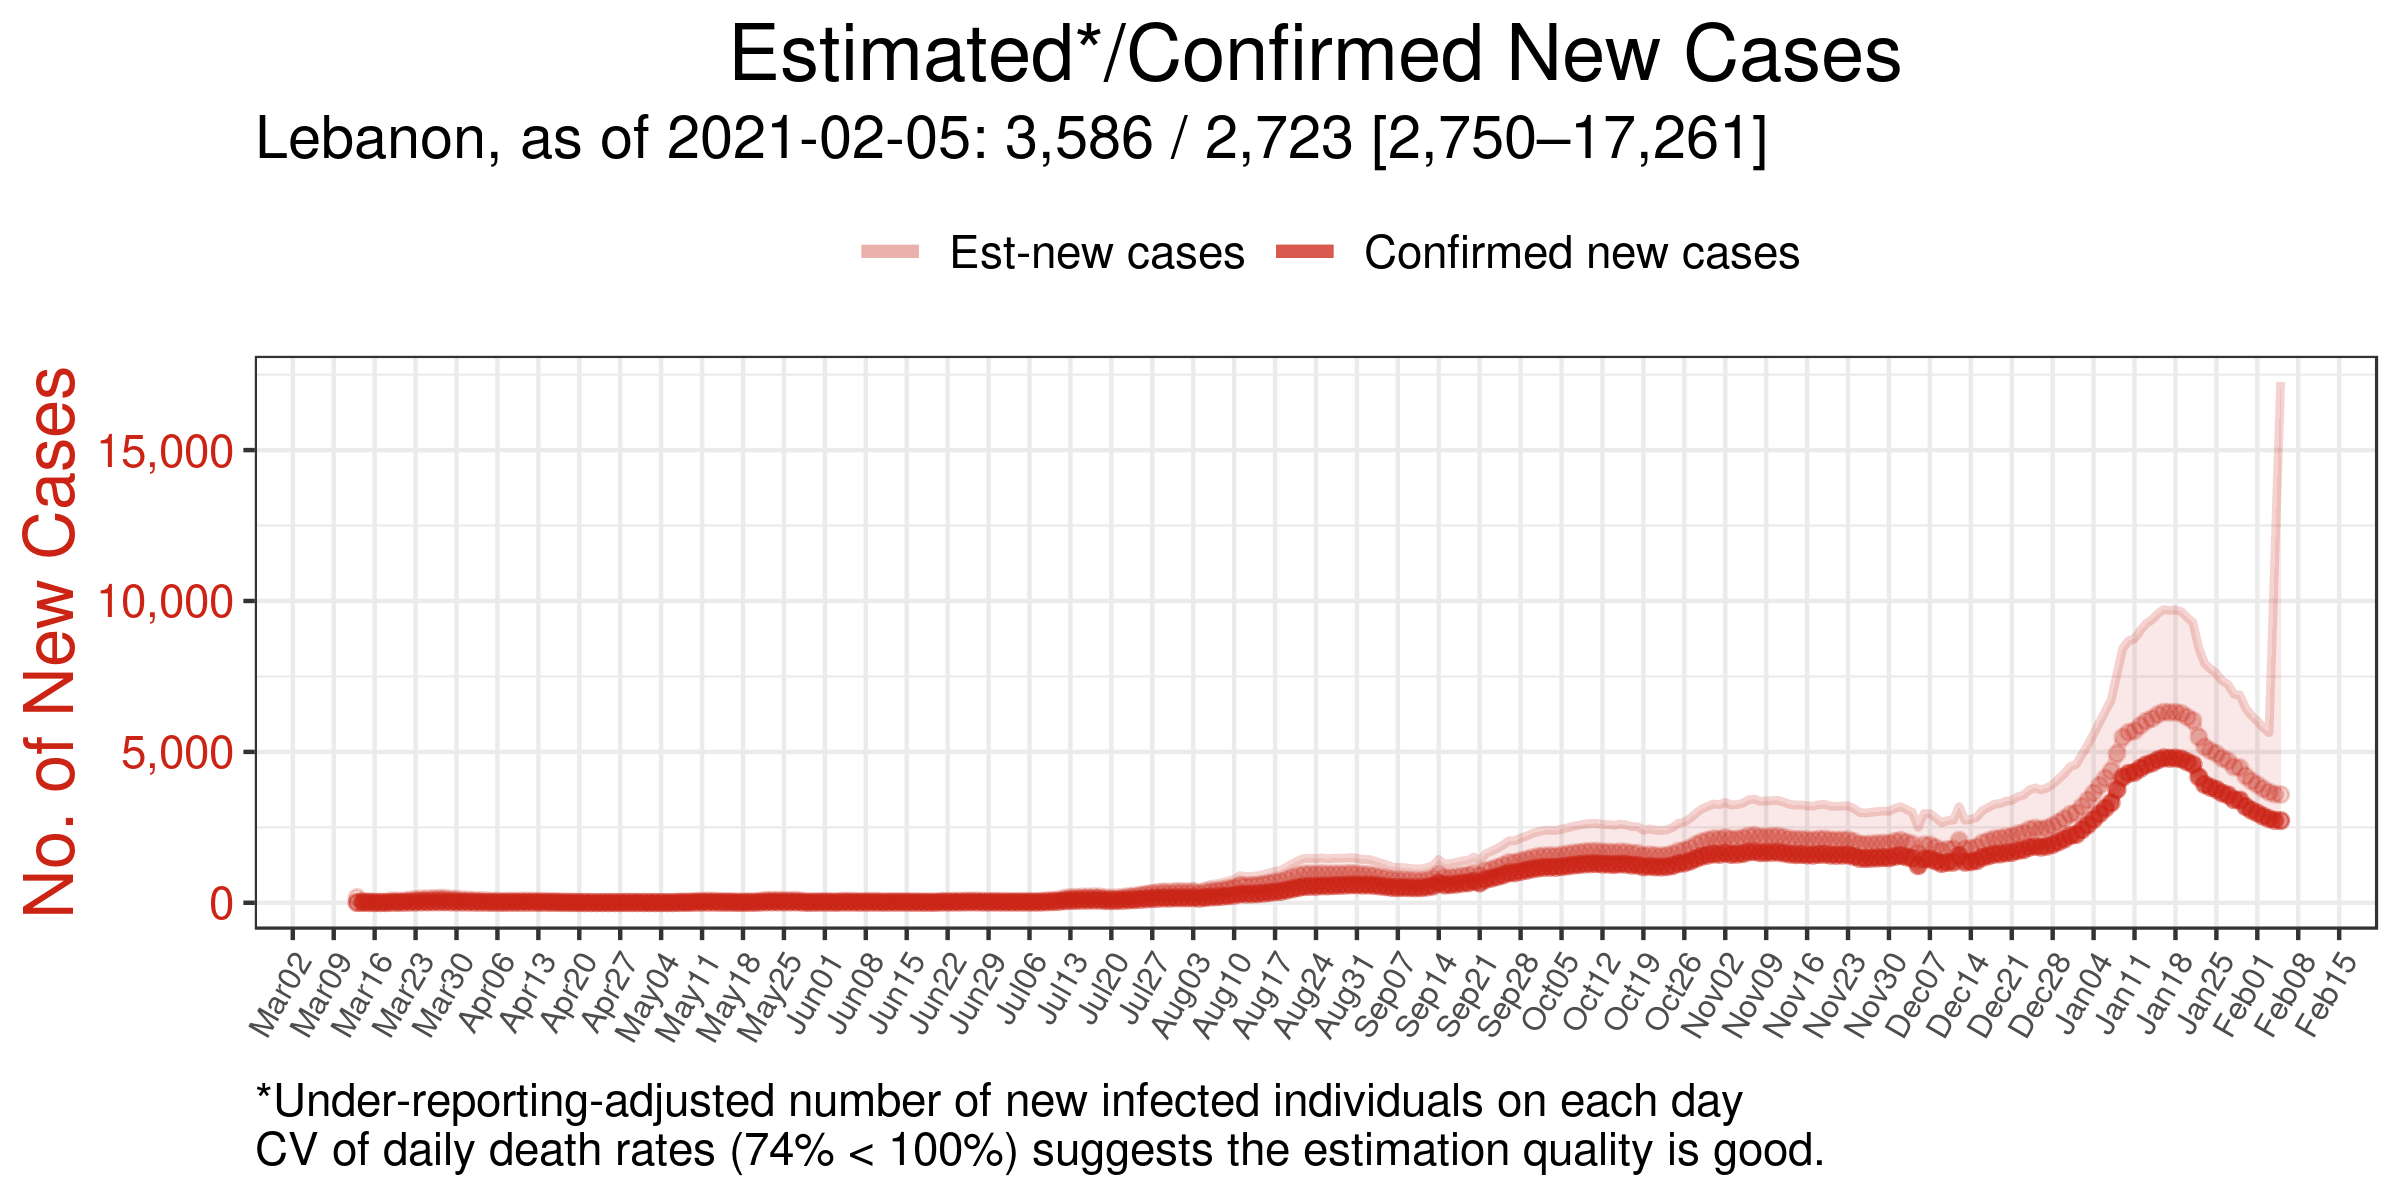 Estimated*/Confirmed New Cases
Lebanon, as of 2021-02-05: 3,586 / 2,723 [2,750–17,261]
Est-new cases
Confirmed new cases
No. of New Cases
15,000
10,000
5,000
0
Mar02
Mar09
Mar16
Mar23
Mar30
Apr06
Apr13
Apr20
Apr27
May04
May11
May18
May25
Jun01
Jun08
Jun15
Jun22
Jun29
Jul06
Jul13
Jul20
Jul27
Aug03
Aug10
Aug17
Aug24
Aug31
Sep07
Sep14
Sep21
Sep28
Oct05
Oct12
Oct19
Oct26
Nov02
Nov09
Nov16
Nov23
Nov30
Dec07
Dec14
Dec21
Dec28
Jan04
Jan11
Jan18
Jan25
Feb01
Feb08
Feb15
*Under-reporting-adjusted number of new infected individuals on each day
CV of daily death rates (74% < 100%) suggests the estimation quality is good.